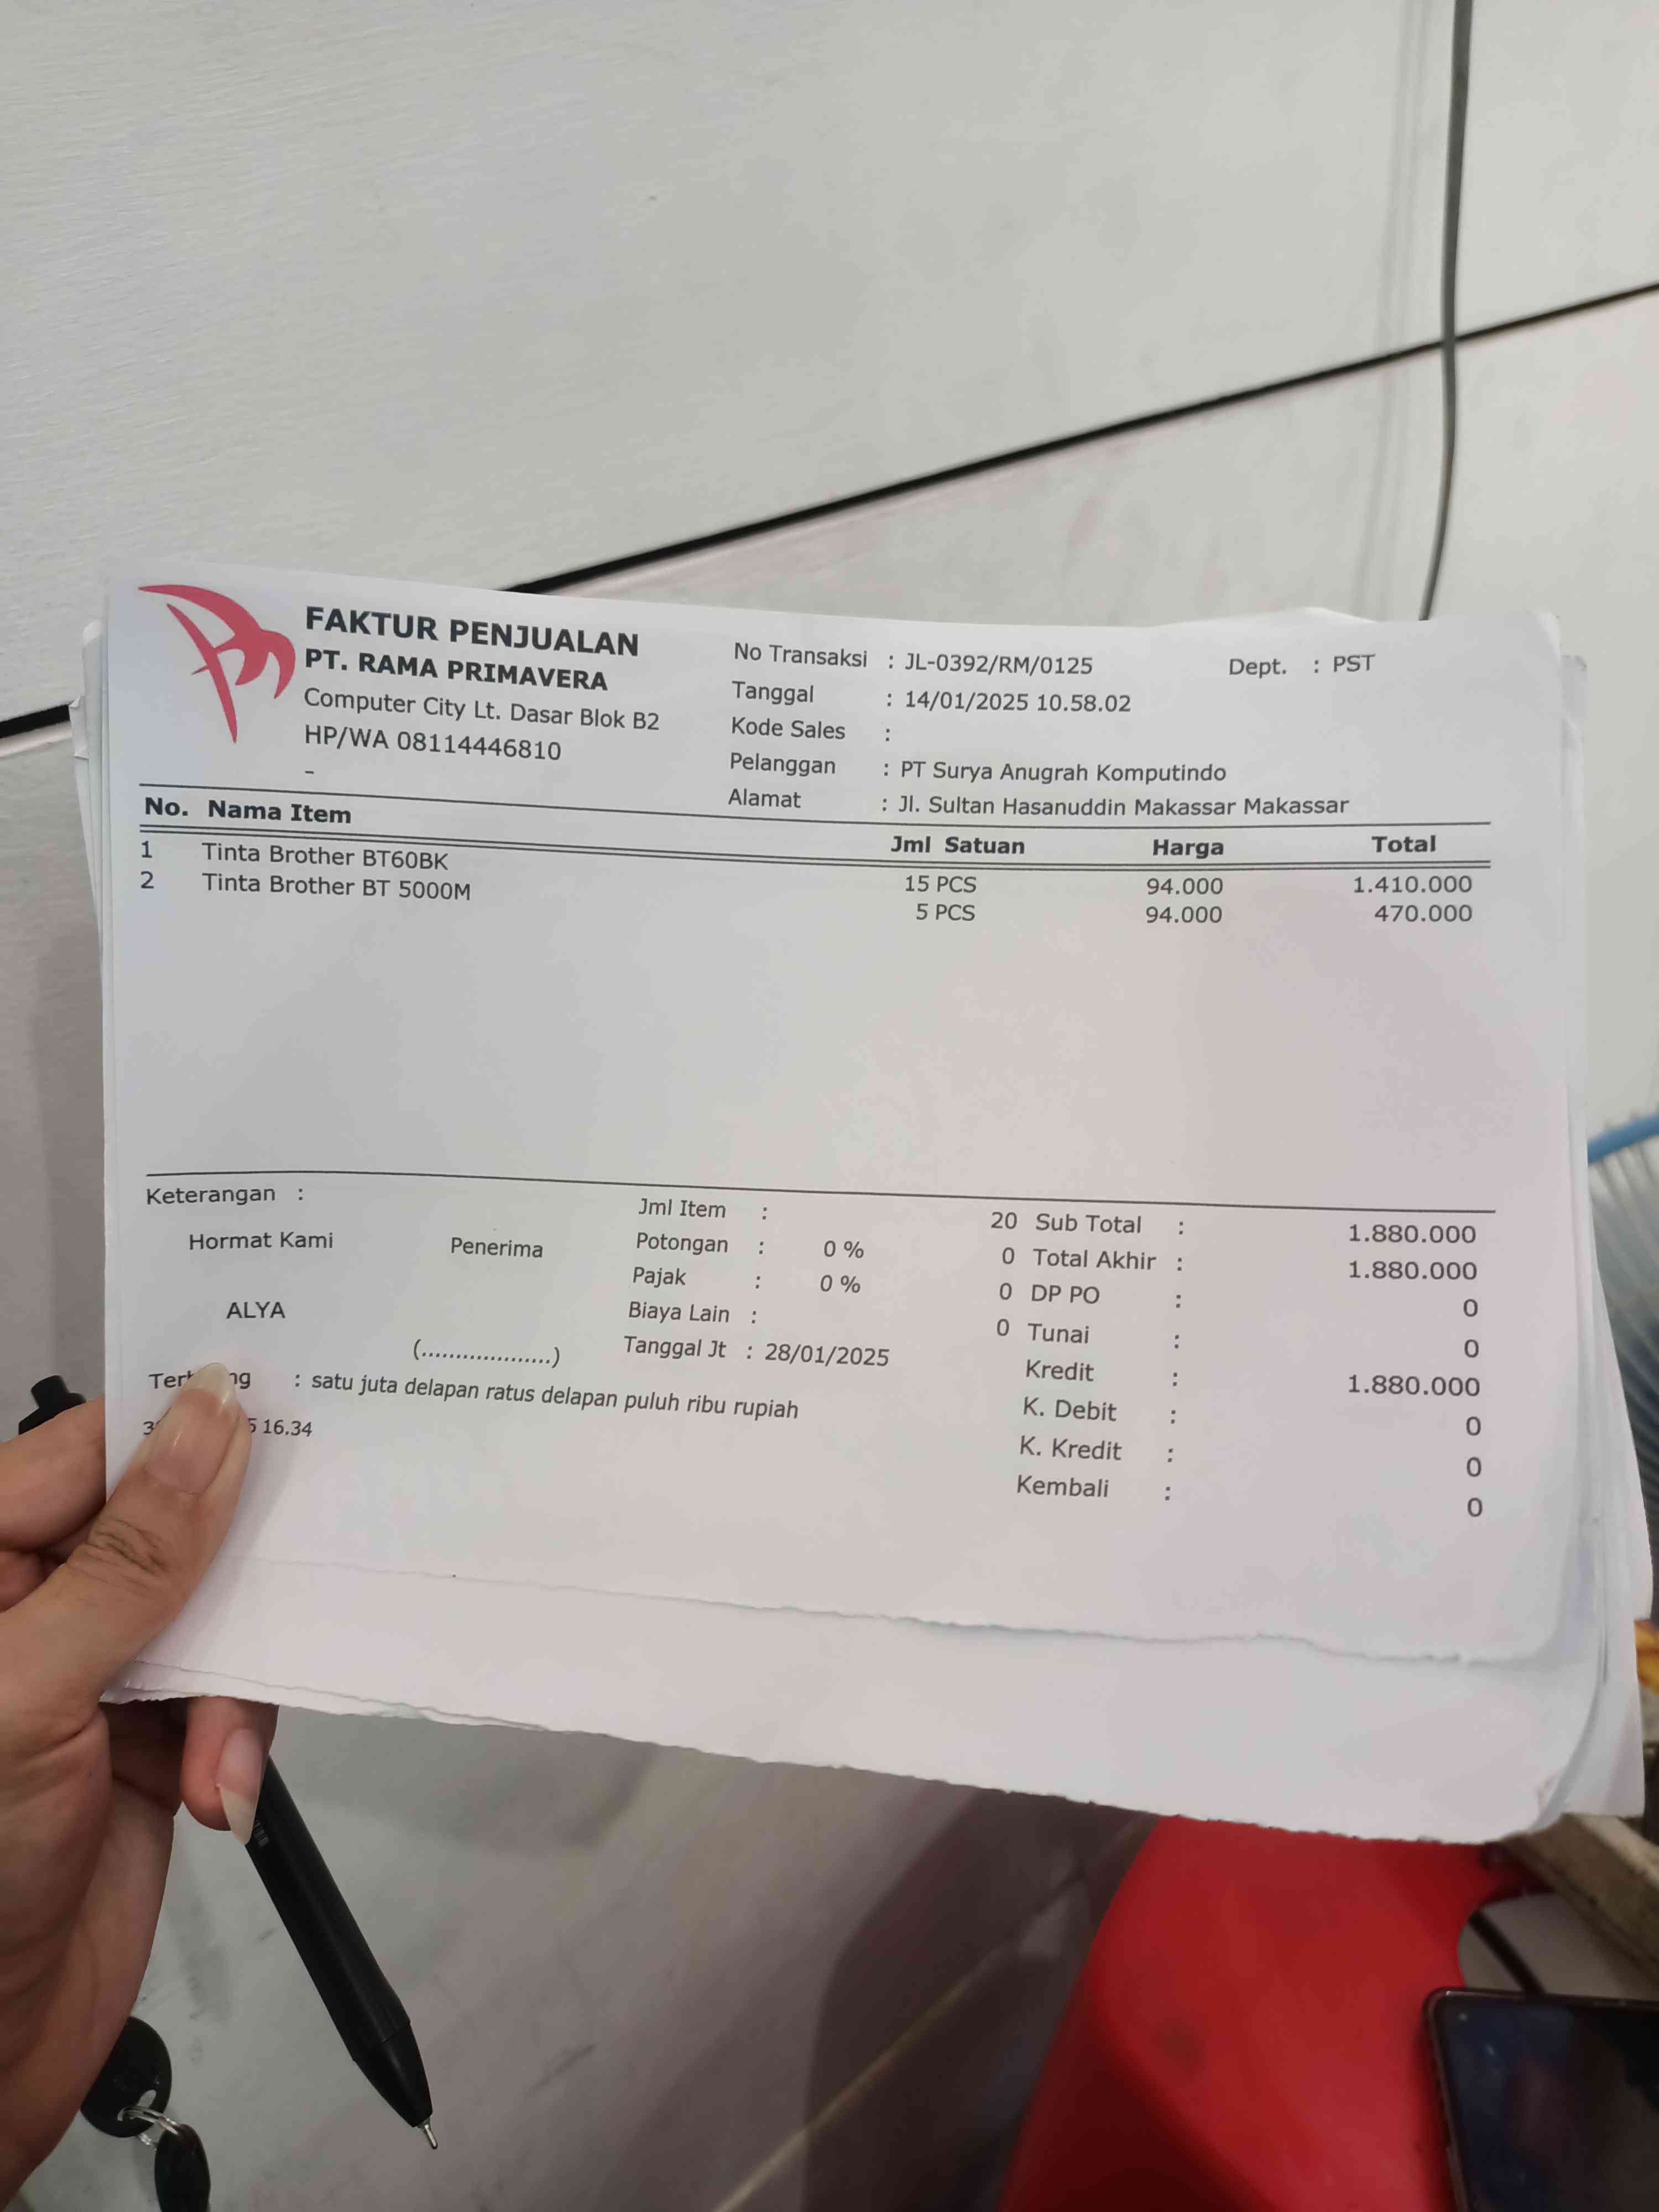 FAKTUR PENJUALAN
PT. RAMA PRIMAVERA
Computer City Lt. Dasar Blok B2
HP/WA 08114446810
-
No Transaksi : JL-0392/RM/0125 Dept. : PST
Tanggal : 14/01/2025 10.58.02
Kode Sales :
Pelanggan : PT Surya Anugrah Komputindo
Alamat : Jl. Sultan Hasanuddin Makassar Makassar
No. Nama Item Jml Satuan Harga Total
1 Tinta Brother BT60BK 15 PCS 94.000 1.410.000
2 Tinta Brother BT 5000M 5 PCS 94.000 470.000
Keterangan :
Hormat Kami Penerima
ALYA
(...................)
Jml Item : 20
Potongan : 0 % 0
Pajak : 0 % 0
Biaya Lain : 0
Tanggal Jt : 28/01/2025
Sub Total : 1.880.000
Total Akhir : 1.880.000
DP PO : 0
Tunai : 0
Kredit : 1.880.000
K. Debit : 0
K. Kredit : 0
Kembali : 0
: satu juta delapan ratus delapan puluh ribu rupiah
16.34